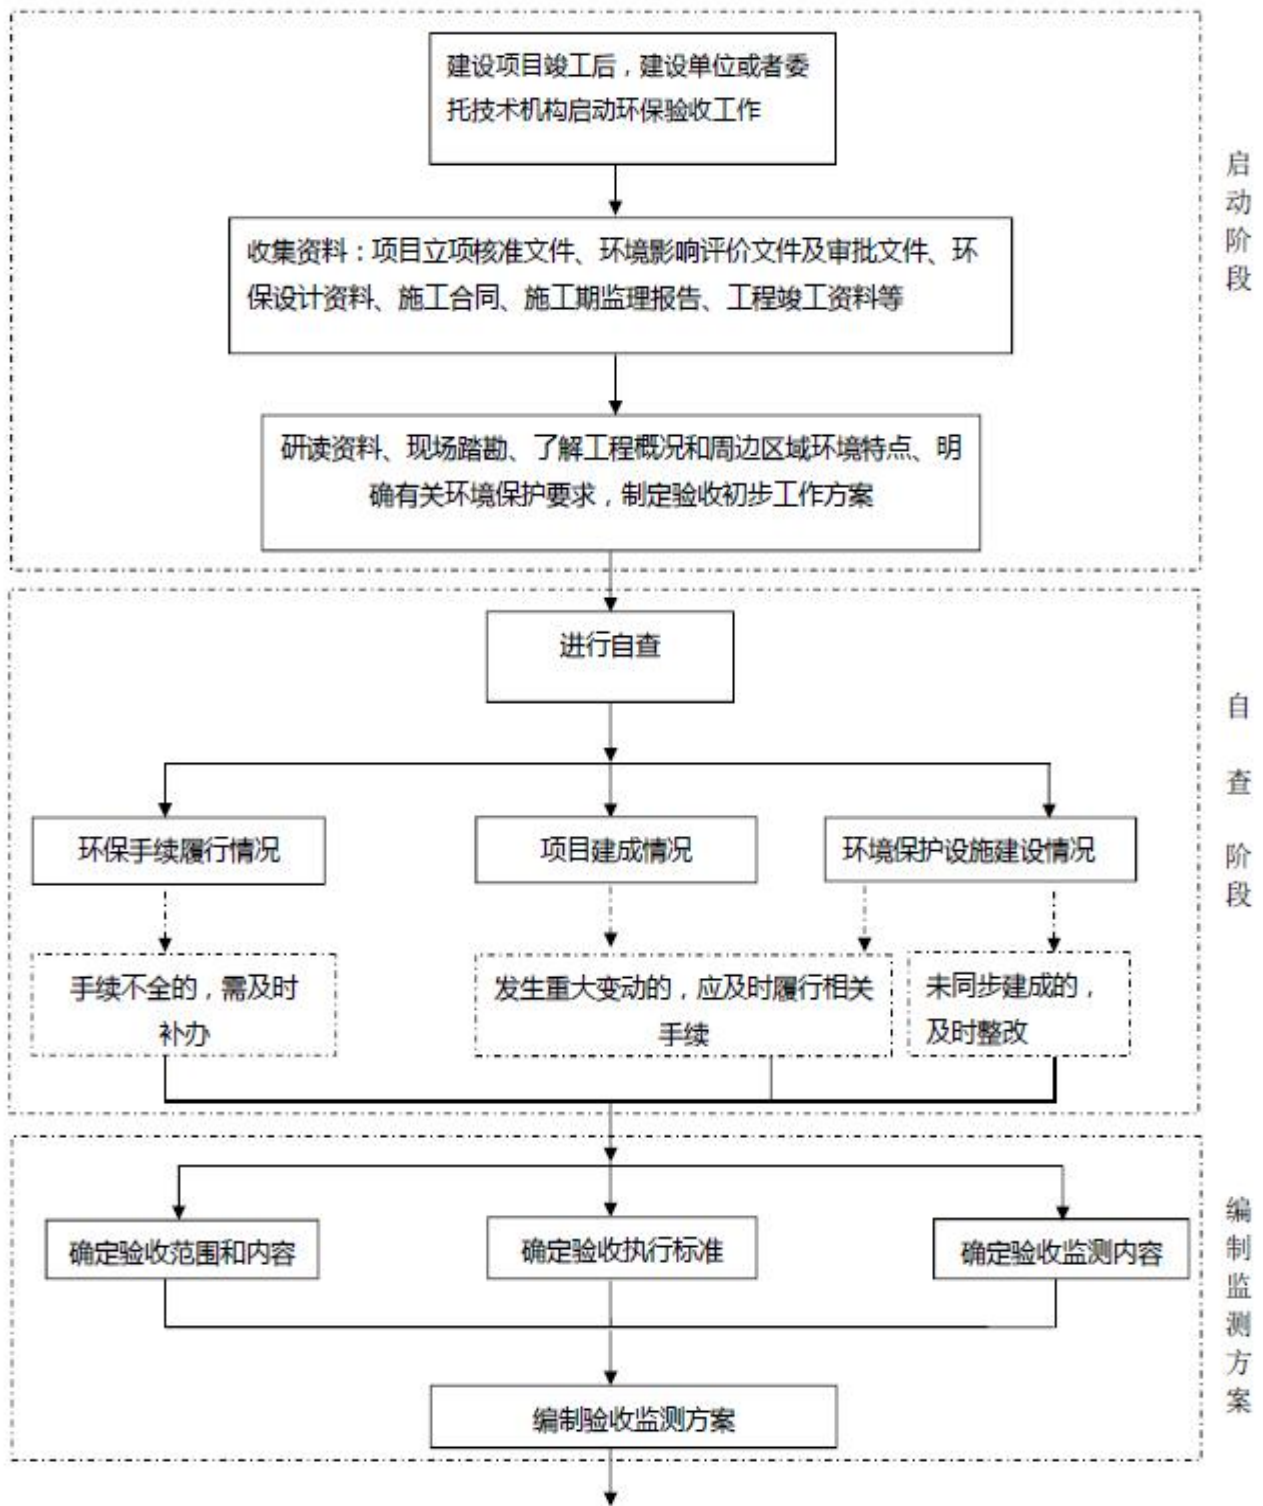 建设项目竣工后，建设单位或者委
托技术机构启动环保验收工作
收集资料：项目立项核准文件、环境影响评价文件及审批文件、环
保设计资料、施工合同、施工期监理报告、工程竣工资料等
研读资料、现场踏勘、了解工程概况和周边区域环境特点、明
确有关环境保护要求，制定验收初步工作方案
启动阶段
进行自查
环保手续履行情况
项目建成情况
环境保护设施建设情况
手续不全的，需及时
补办
发生重大变动的，应及时履行相关
手续
未同步建成的，
及时整改
自查阶段
确定验收范围和内容
确定验收执行标准
确定验收监测内容
编制验收监测方案
编制监测方案